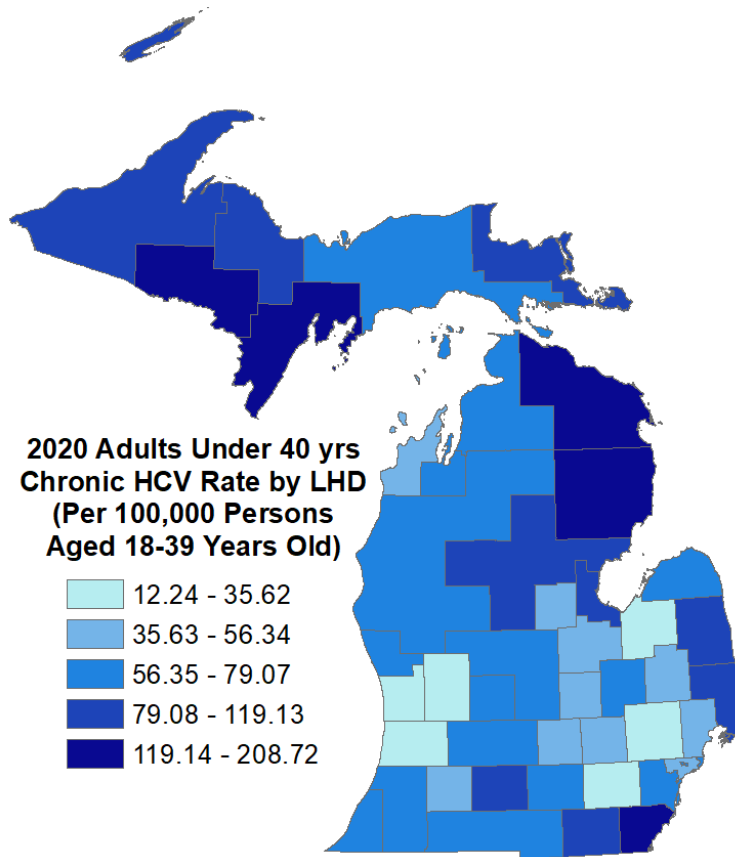 2020 Adults Under 40 yrs
Chronic HCV Rate by LHD
(Per 100,000 Persons
Aged 18-39 Years Old)
12.24 - 35.62
35.63 - 56.34
56.35 - 79.07
79.08 - 119.13
119.14 - 208.72